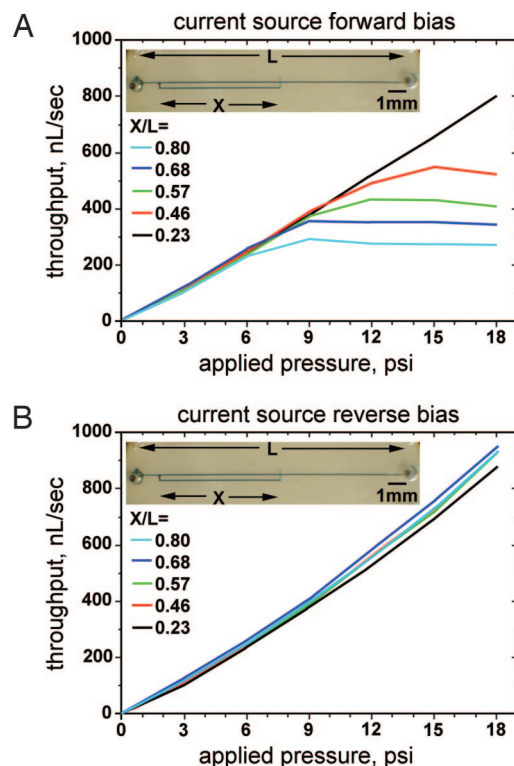 A
current source forward bias
1000
800
600
400
200
0
throughput, nL/sec
L
X
1mm
X/L=
0.80
0.68
0.57
0.46
0.23
0 3 6 9 12 15 18
applied pressure, psi
B
current source reverse bias
1000
800
600
400
200
0
throughput, nL/sec
L
X
1mm
X/L=
0.80
0.68
0.57
0.46
0.23
0 3 6 9 12 15 18
applied pressure, psi